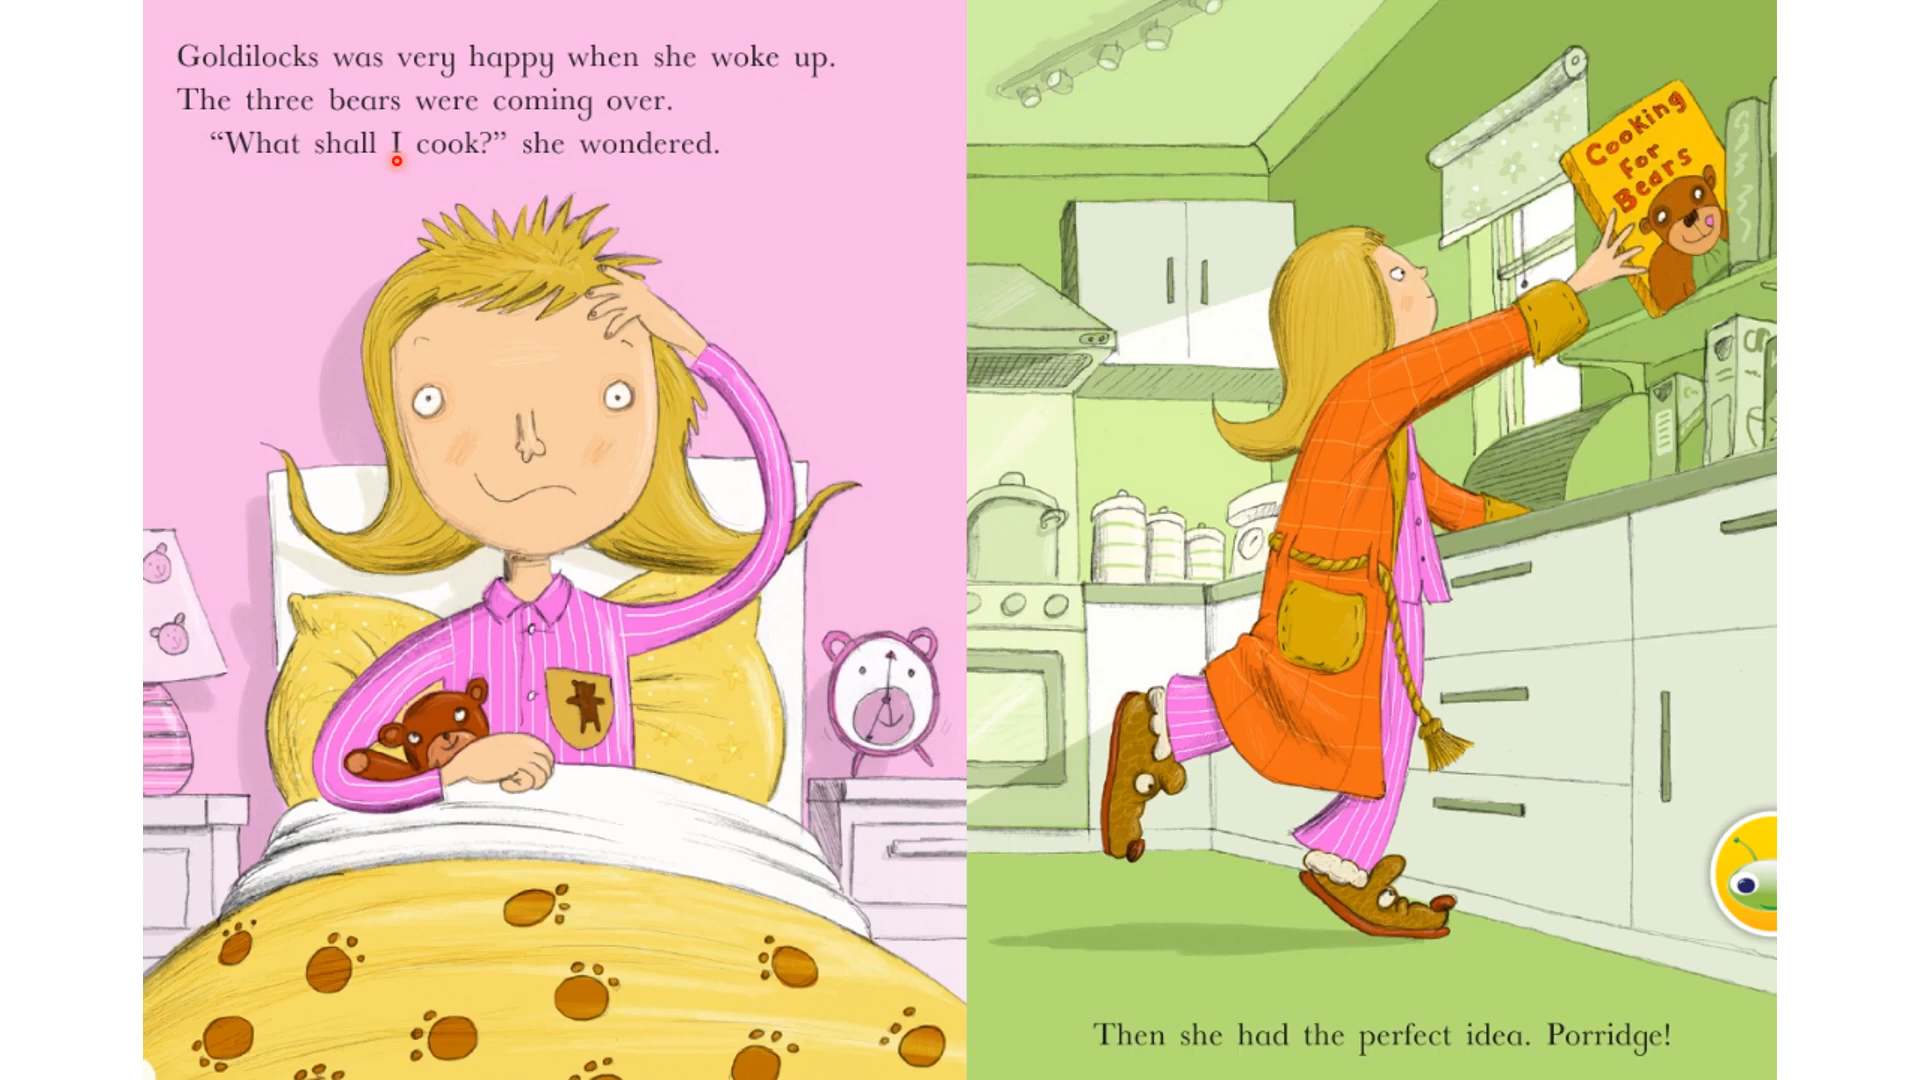 Goldilocks was very happy when she woke up.
The three bears were coming over.
“What shall I cook?” she wondered.
Cooking
For
Bears
Then she had the perfect idea. Porridge!